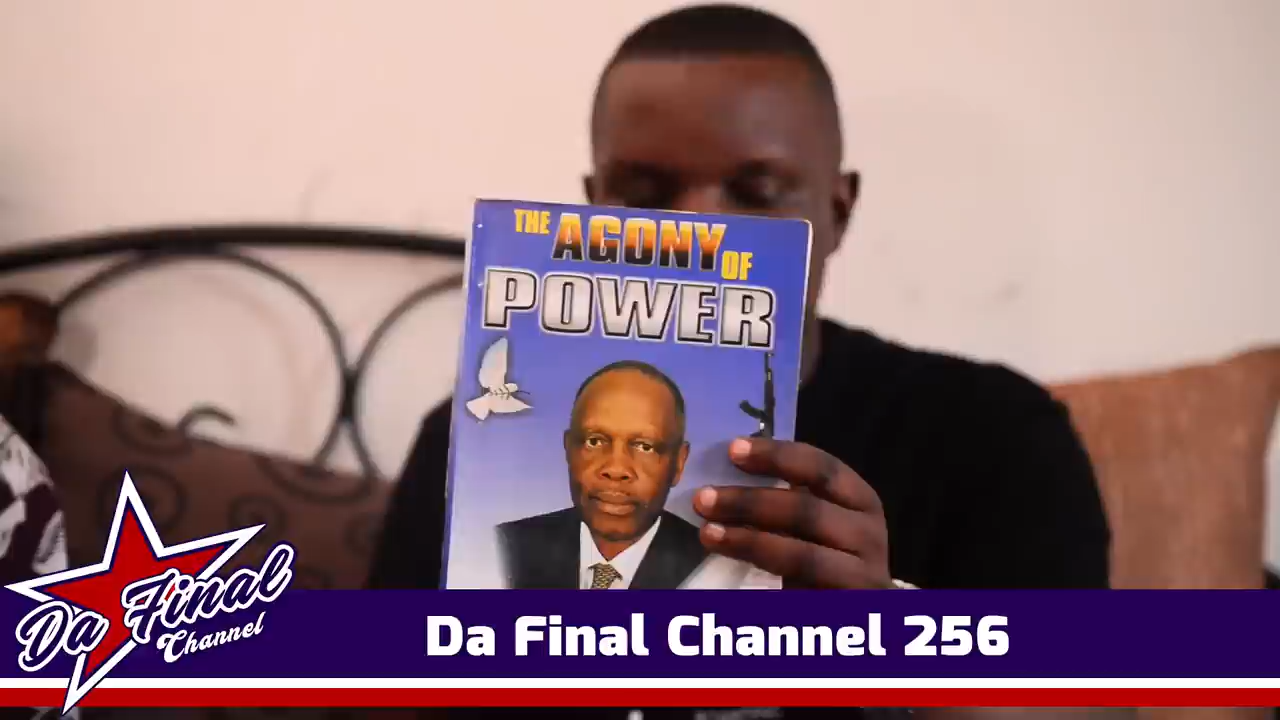 THE AGONY OF
POWER
Da Final
Channel
Da Final Channel 256